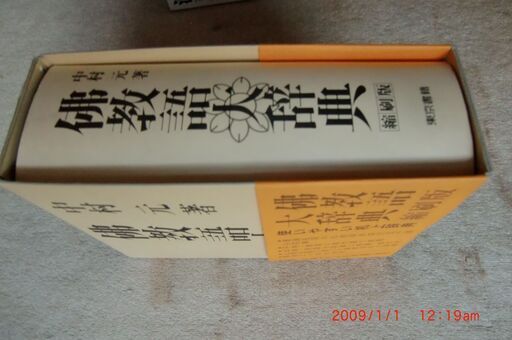 中村 元著
佛教語大辞典
縮刷版
東京書籍
中村 元著
佛教語
佛教語
大辞典 縮刷版
2009/1/1 12:19am